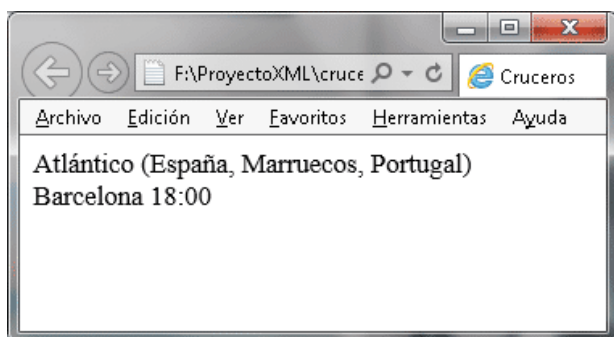 F:\ProyectoXML\cruce
Cruceros
Archivo Edición Ver Favoritos Herramientas Ayuda
Atlántico (España, Marruecos, Portugal)
Barcelona 18:00